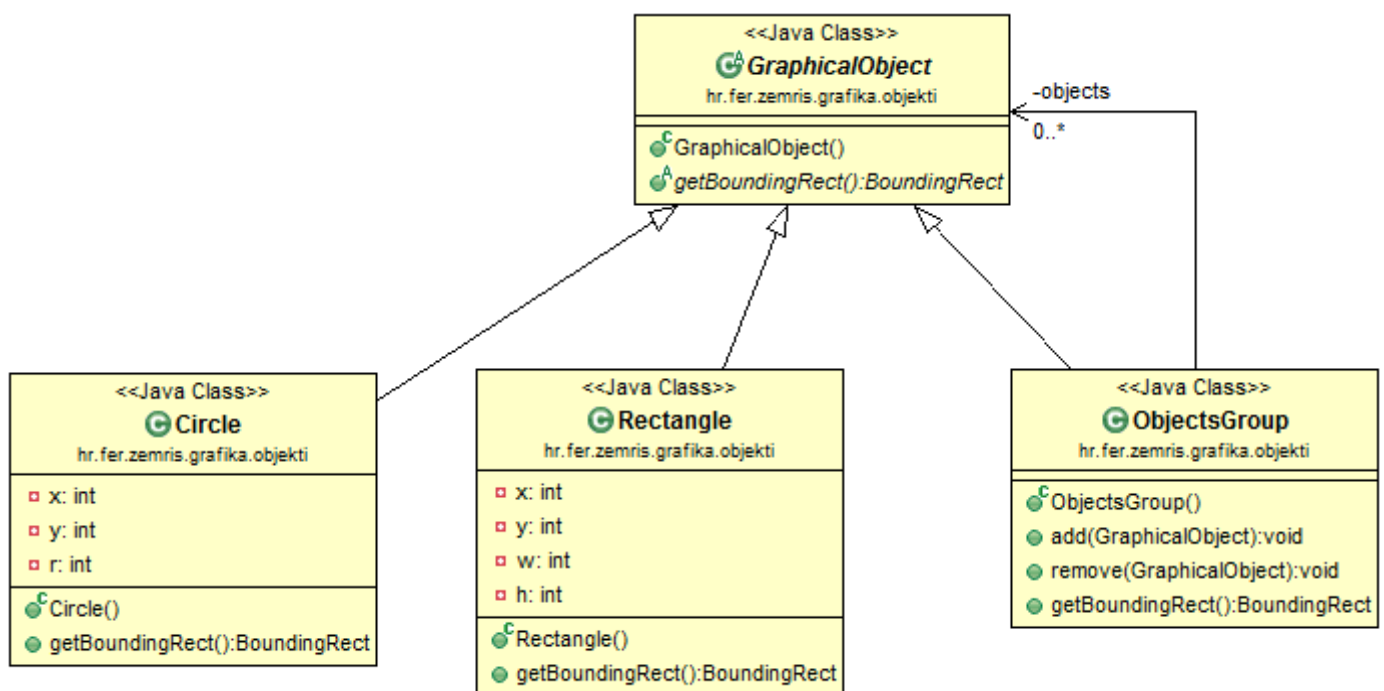 <<Java Class>>
GraphicalObject
hr.fer.zemris.grafika.objekti
GraphicalObject()
getBoundingRect():BoundingRect
-objects
0..*
<<Java Class>>
Circle
hr.fer.zemris.grafika.objekti
x: int
y: int
r: int
Circle()
getBoundingRect():BoundingRect
<<Java Class>>
Rectangle
hr.fer.zemris.grafika.objekti
x: int
y: int
w: int
h: int
Rectangle()
getBoundingRect():BoundingRect
<<Java Class>>
ObjectsGroup
hr.fer.zemris.grafika.objekti
ObjectsGroup()
add(GraphicalObject):void
remove(GraphicalObject):void
getBoundingRect():BoundingRect